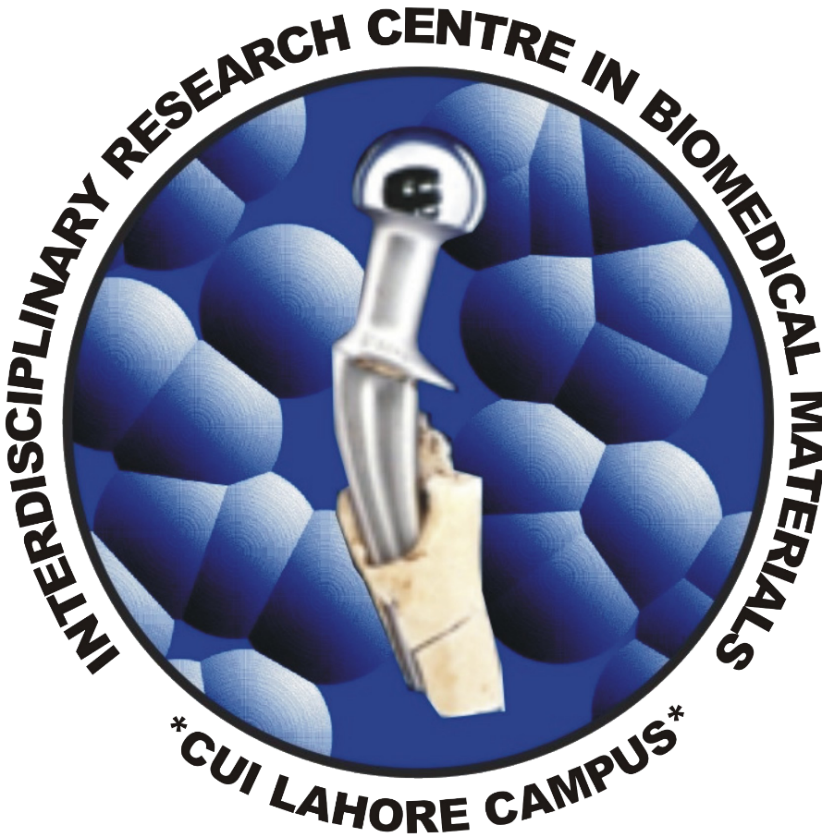 INTERDISCIPLINARY RESEARCH CENTRE IN BIOMEDICAL MATERIALS
*CUI LAHORE CAMPUS*